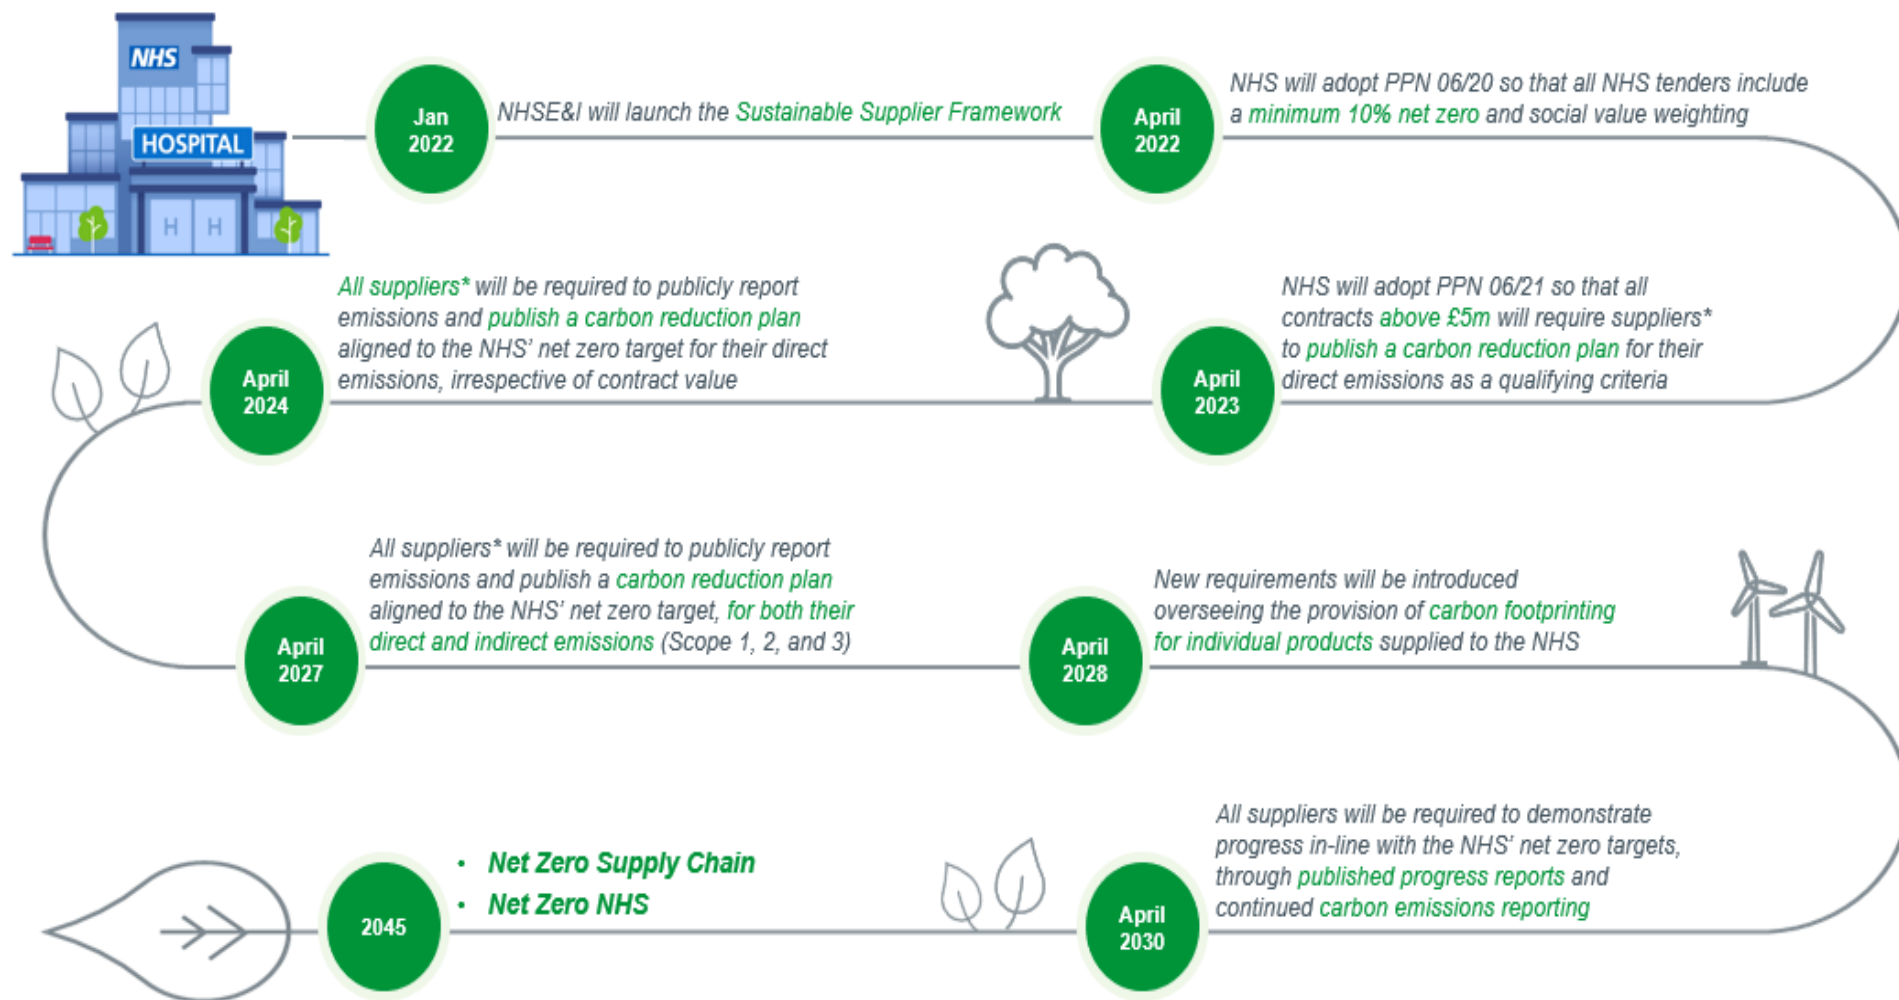 NHS
HOSPITAL
H H
Jan
2022
NHSE&I will launch the Sustainable Supplier Framework
April
2022
NHS will adopt PPN 06/20 so that all NHS tenders include
a minimum 10% net zero and social value weighting
April
2023
NHS will adopt PPN 06/21 so that all
contracts above £5m will require suppliers*
to publish a carbon reduction plan for their
direct emissions as a qualifying criteria
April
2024
All suppliers* will be required to publicly report
emissions and publish a carbon reduction plan
aligned to the NHS' net zero target for their direct
emissions, irrespective of contract value
April
2027
All suppliers* will be required to publicly report
emissions and publish a carbon reduction plan
aligned to the NHS' net zero target, for both their
direct and indirect emissions (Scope 1, 2, and 3)
April
2028
New requirements will be introduced
overseeing the provision of carbon footprinting
for individual products supplied to the NHS
April
2030
All suppliers will be required to demonstrate
progress in-line with the NHS' net zero targets,
through published progress reports and
continued carbon emissions reporting
2045
• Net Zero Supply Chain
• Net Zero NHS